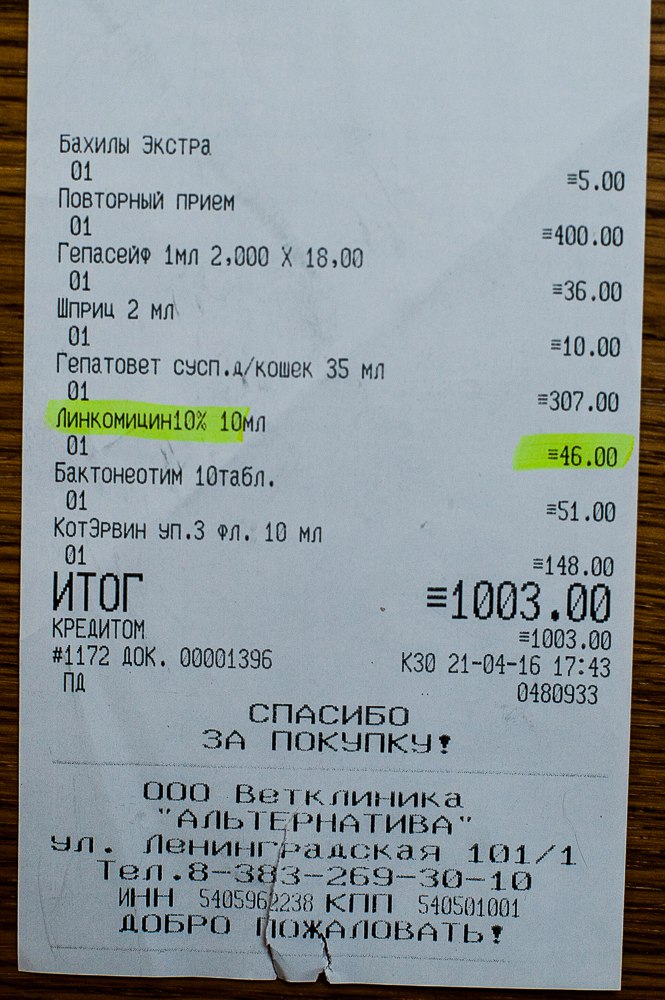 Бахилы Экстра
01
≡5.00
Повторный прием
01
≡400.00
Гепасейф 1мл 2,000 X 18,00
01
≡36.00
Шприц 2 мл
01
≡10.00
Гепатовет сусп.д/кошек 35 мл
01
≡307.00
Линкомицин10% 10мл
01
≡46.00
Бактонеотим 10табл.
01
≡51.00
КотЭрвин уп.3 фл. 10 мл
01
≡148.00
ИТОГ ≡1003.00
КРЕДИТОМ ≡1003.00
#1172 ДОК. 00001396 К30 21-04-16 17:43
ПД 0480933
СПАСИБО
ЗА ПОКУПКУ!
ООО Ветклиника
"АЛЬТЕРНАТИВА"
ул. Ленинградская 101/1
Тел.8-383-269-30-10
ИНН 5405962238 КПП 540501001
ДОБРО ПОЖАЛОВАТЬ!